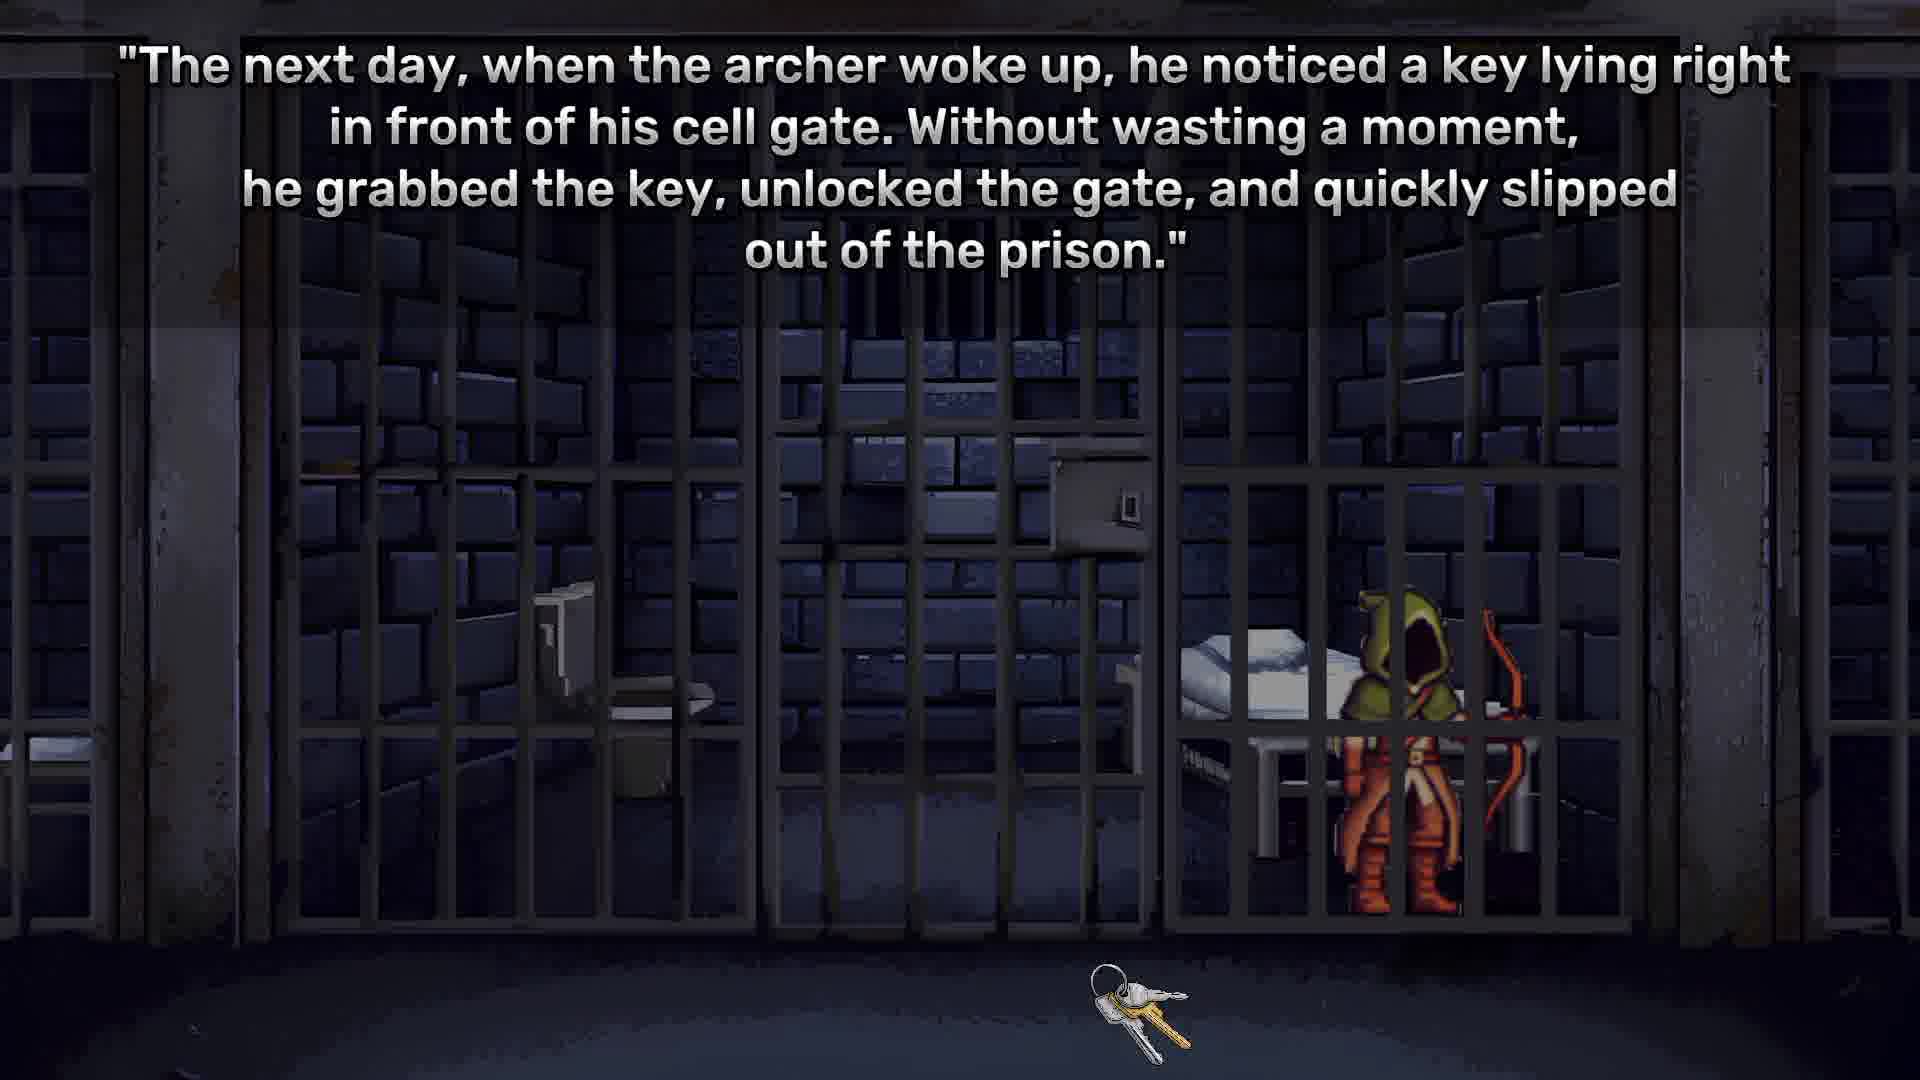 "The next day, when the archer woke up, he noticed a key lying right
in front of his cell gate. Without wasting a moment,
he grabbed the key, unlocked the gate, and quickly slipped
out of the prison."